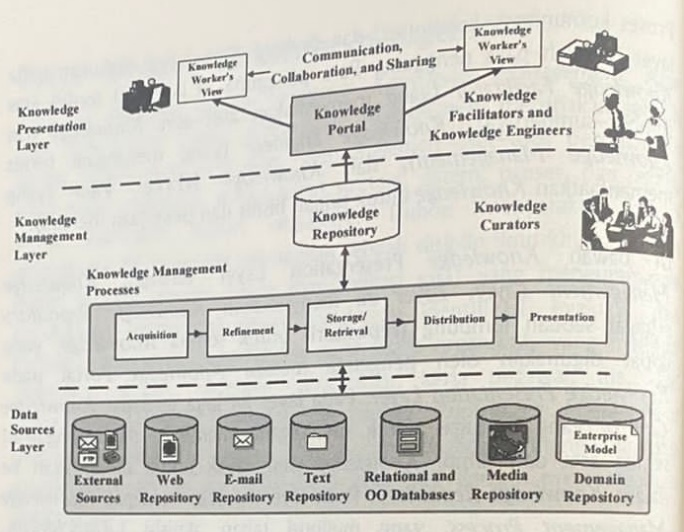 Knowledge
Worker's
View
Communication,
Collaboration, and Sharing
Knowledge
Worker's
View
Knowledge
Presentation
Layer
Knowledge
Portal
Knowledge
Facilitators and
Knowledge Engineers
Knowledge
Management
Layer
Knowledge
Repository
Knowledge
Curators
Knowledge Management
Processes
Acquisition
Refinement
Storage/
Retrieval
Distribution
Presentation
Data
Sources
Layer
FTP
External
Sources
Web
Repository
E-mail
Repository
Text
Repository
Relational and
OO Databases
Media
Repository
Enterprise
Model
Domain
Repository